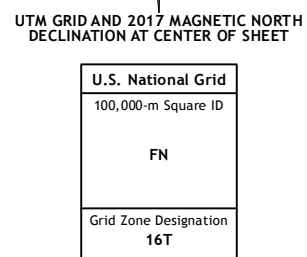 UTM GRID AND 2017 MAGNETIC NORTH
DECLINATION AT CENTER OF SHEET
U.S. National Grid
100,000-m Square ID
FN
Grid Zone Designation
16T